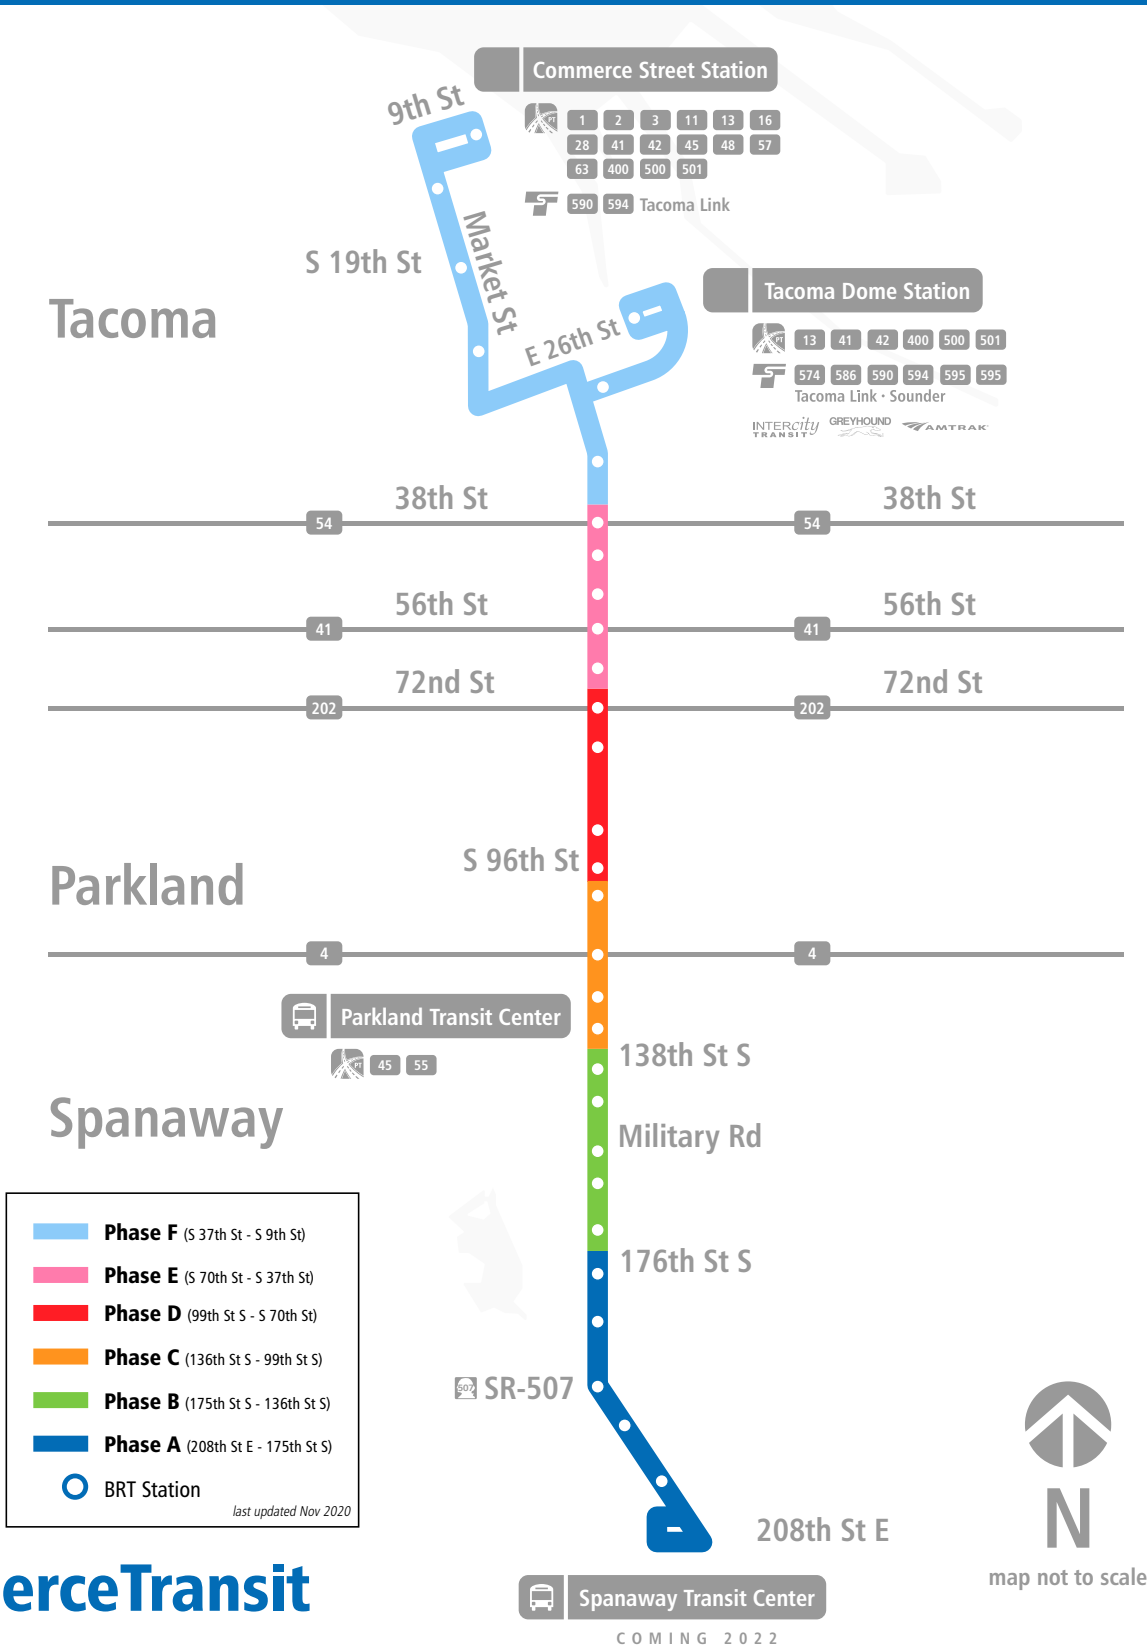 Commerce Street Station
9th St
PT 1 2 3 11 13 16
28 41 42 45 48 57
63 400 500 501
ST 590 594 Tacoma Link
Market St
S 19th St
Tacoma Dome Station
Tacoma
E 26th St
PT 13 41 42 400 500 501
574 586 590 594 595 595
Tacoma Link • Sounder
INTERcity TRANSIT GREYHOUND AMTRAK
38th St 38th St
54 54
56th St 56th St
41 41
72nd St 72nd St
202 202
S 96th St
Parkland
4 4
Parkland Transit Center
PT 45 55
138th St S
Spanaway
Military Rd
Phase F (S 37th St - S 9th St)
Phase E (S 70th St - S 37th St)
Phase D (99th St S - S 70th St)
Phase C (136th St S - 99th St S)
Phase B (175th St S - 136th St S)
Phase A (208th St E - 175th St S)
BRT Station
last updated Nov 2020
176th St S
507 SR-507
208th St E
N
map not to scale
erceTransit
Spanaway Transit Center
COMING 2022